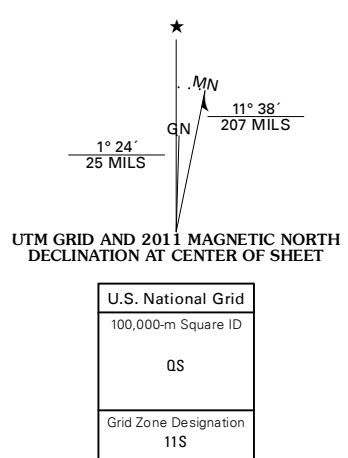 ★
MN
GN
11° 38´
207 MILS
1° 24´
25 MILS
UTM GRID AND 2011 MAGNETIC NORTH
DECLINATION AT CENTER OF SHEET
U.S. National Grid
100,000-m Square ID
QS
Grid Zone Designation
11S